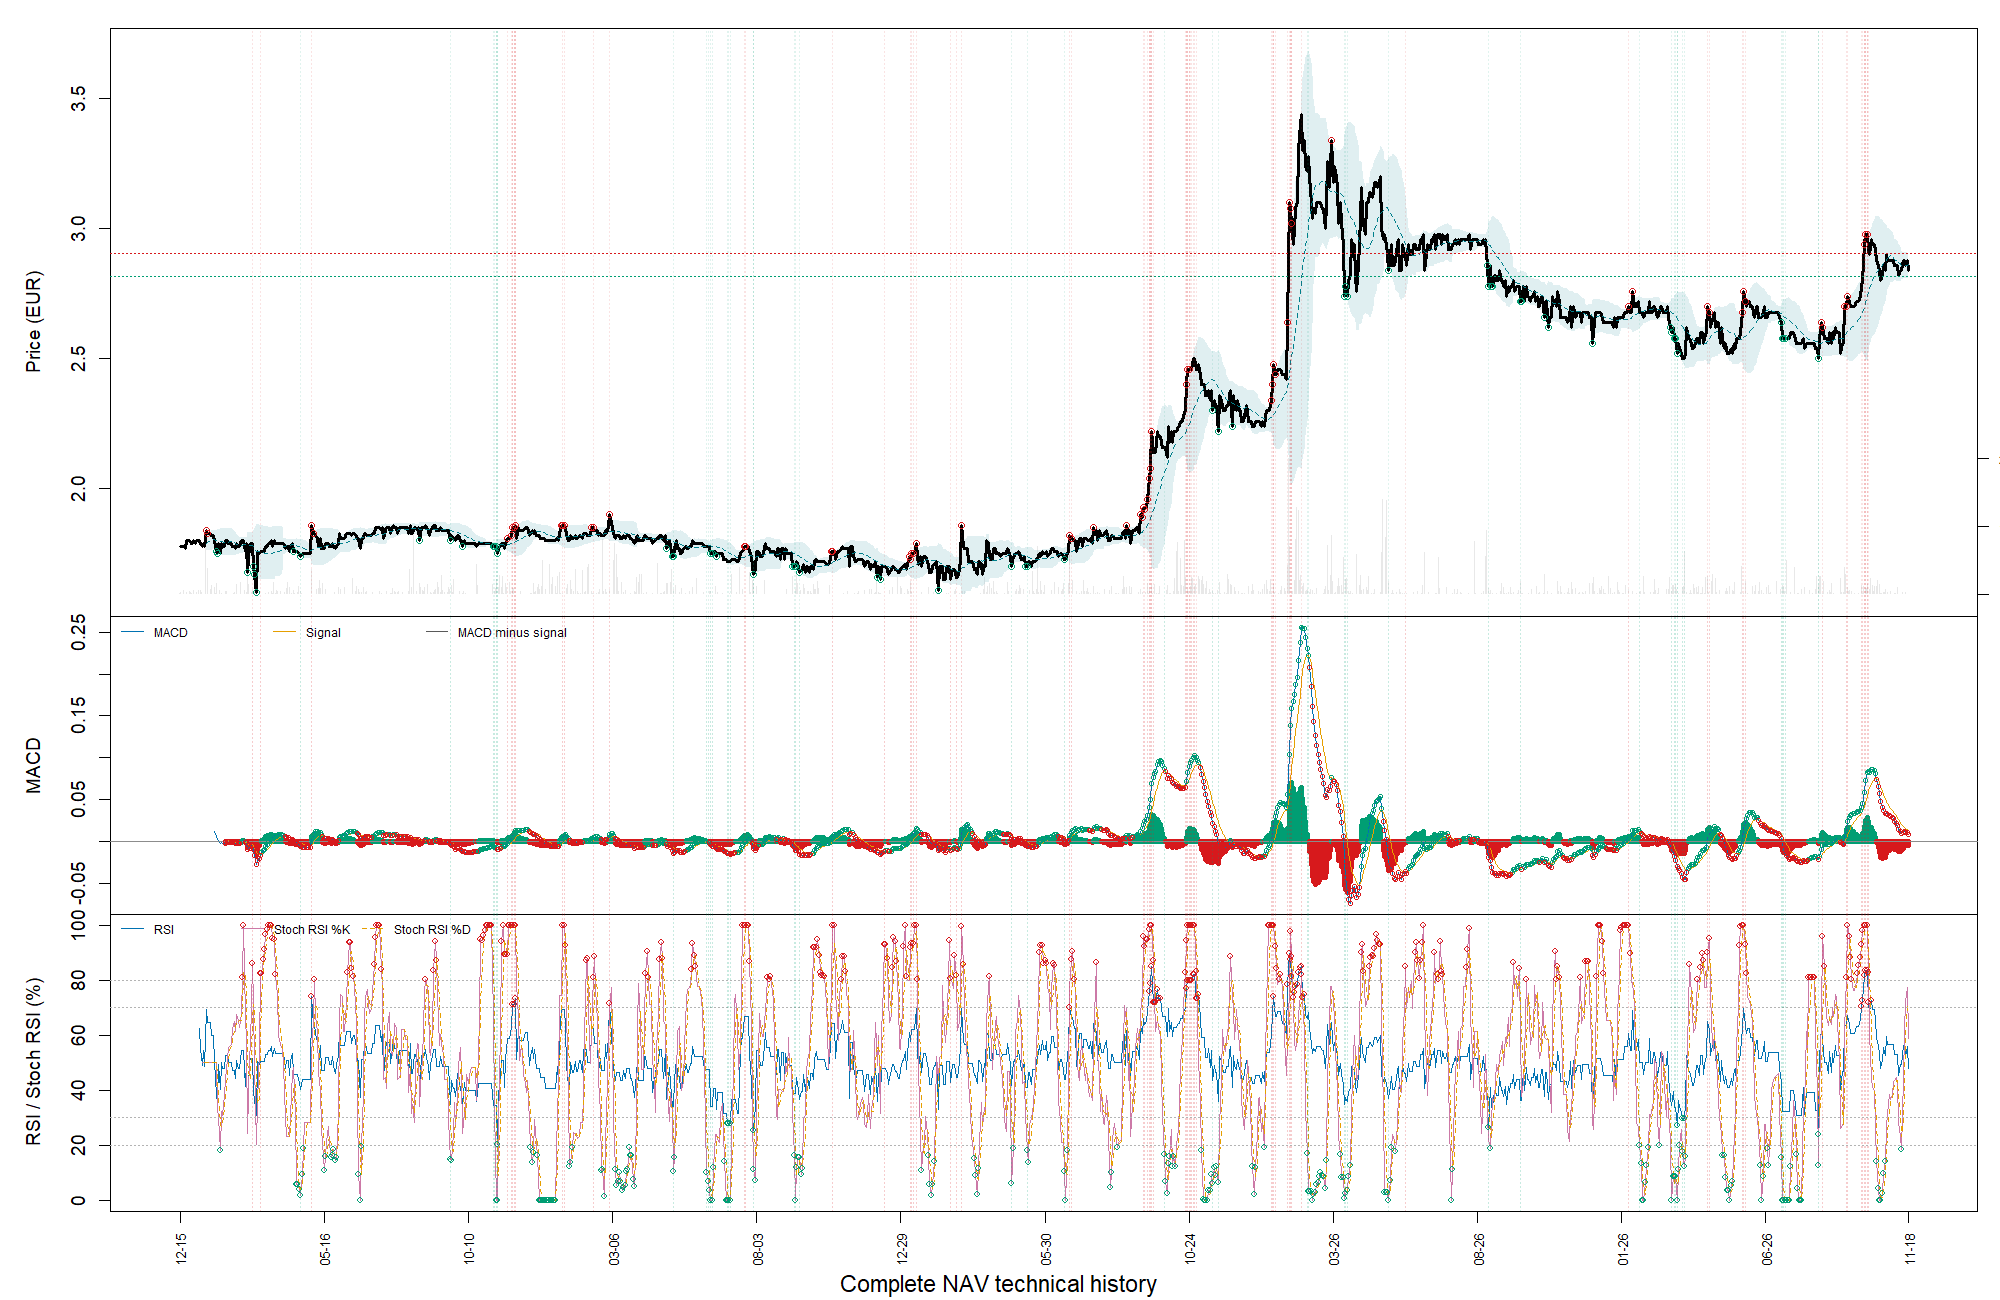 3.5
3.0
2.5
2.0
Price (EUR)
MACD
Signal
MACD minus signal
0.25
0.15
0.05
-0.05
MACD
RSI
Stoch RSI %K
Stoch RSI %D
100
80
60
40
20
0
RSI / Stoch RSI (%)
12-15
05-16
10-10
03-06
08-03
12-29
05-30
10-24
03-26
08-26
01-26
06-26
11-18
Complete NAV technical history